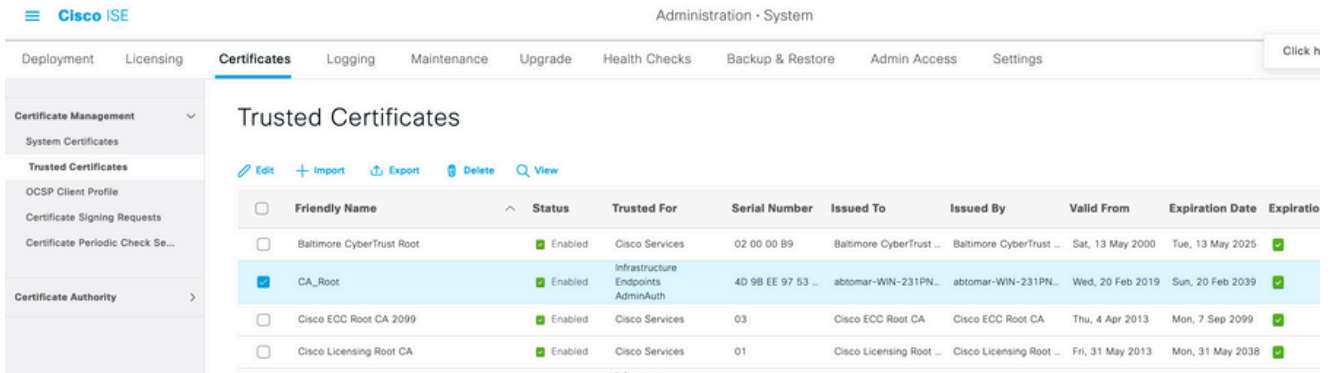 Cisco ISE
Administration · System
Click h
Deployment Licensing Certificates Logging Maintenance Upgrade Health Checks Backup & Restore Admin Access Settings
Certificate Management
System Certificates
Trusted Certificates
OCSP Client Profile
Certificate Signing Requests
Certificate Periodic Check Se...
Certificate Authority
Trusted Certificates
Edit Import Export Delete View
Friendly Name Status Trusted For Serial Number Issued To Issued By Valid From Expiration Date Expiratio
Baltimore CyberTrust Root Enabled Cisco Services 02 00 00 B9 Baltimore CyberTrust ... Baltimore CyberTrust ... Sat, 13 May 2000 Tue, 13 May 2025
Infrastructure
CA_Root Enabled Endpoints 4D 9B EE 97 53 ... abtomar-WIN-231PN... abtomar-WIN-231PN... Wed, 20 Feb 2019 Sun, 20 Feb 2039
AdminAuth
Cisco ECC Root CA 2099 Enabled Cisco Services 03 Cisco ECC Root CA Cisco ECC Root CA Thu, 4 Apr 2013 Mon, 7 Sep 2099
Cisco Licensing Root CA Enabled Cisco Services 01 Cisco Licensing Root ... Cisco Licensing Root ... Fri, 31 May 2013 Mon, 31 May 2038